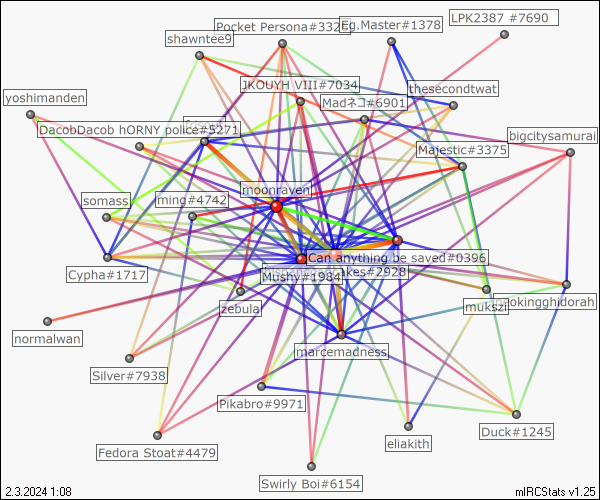 Pocket Persona#332
Eg.Master#1378
LPK2387 #7690
shawntee9
JKOUYH VIII#7034
thesecondtwat
yoshimanden
Madネコ#6901
DacobDacob hORNY police#5271
bigcitysamurai
Majestic#3375
moonraven
somass
ming#4742
Can anything be saved#0396
Cypha#1717
Mushy#1984
akes#2928
zebula
mukszi
ookingghidorah
normalwan
marcemadness
Silver#7938
Pikabro#9971
Duck#1245
eliakith
Fedora Stoat#4479
Swirly Boi#6154
2.3.2024 1:08
mIRCStats v1.25